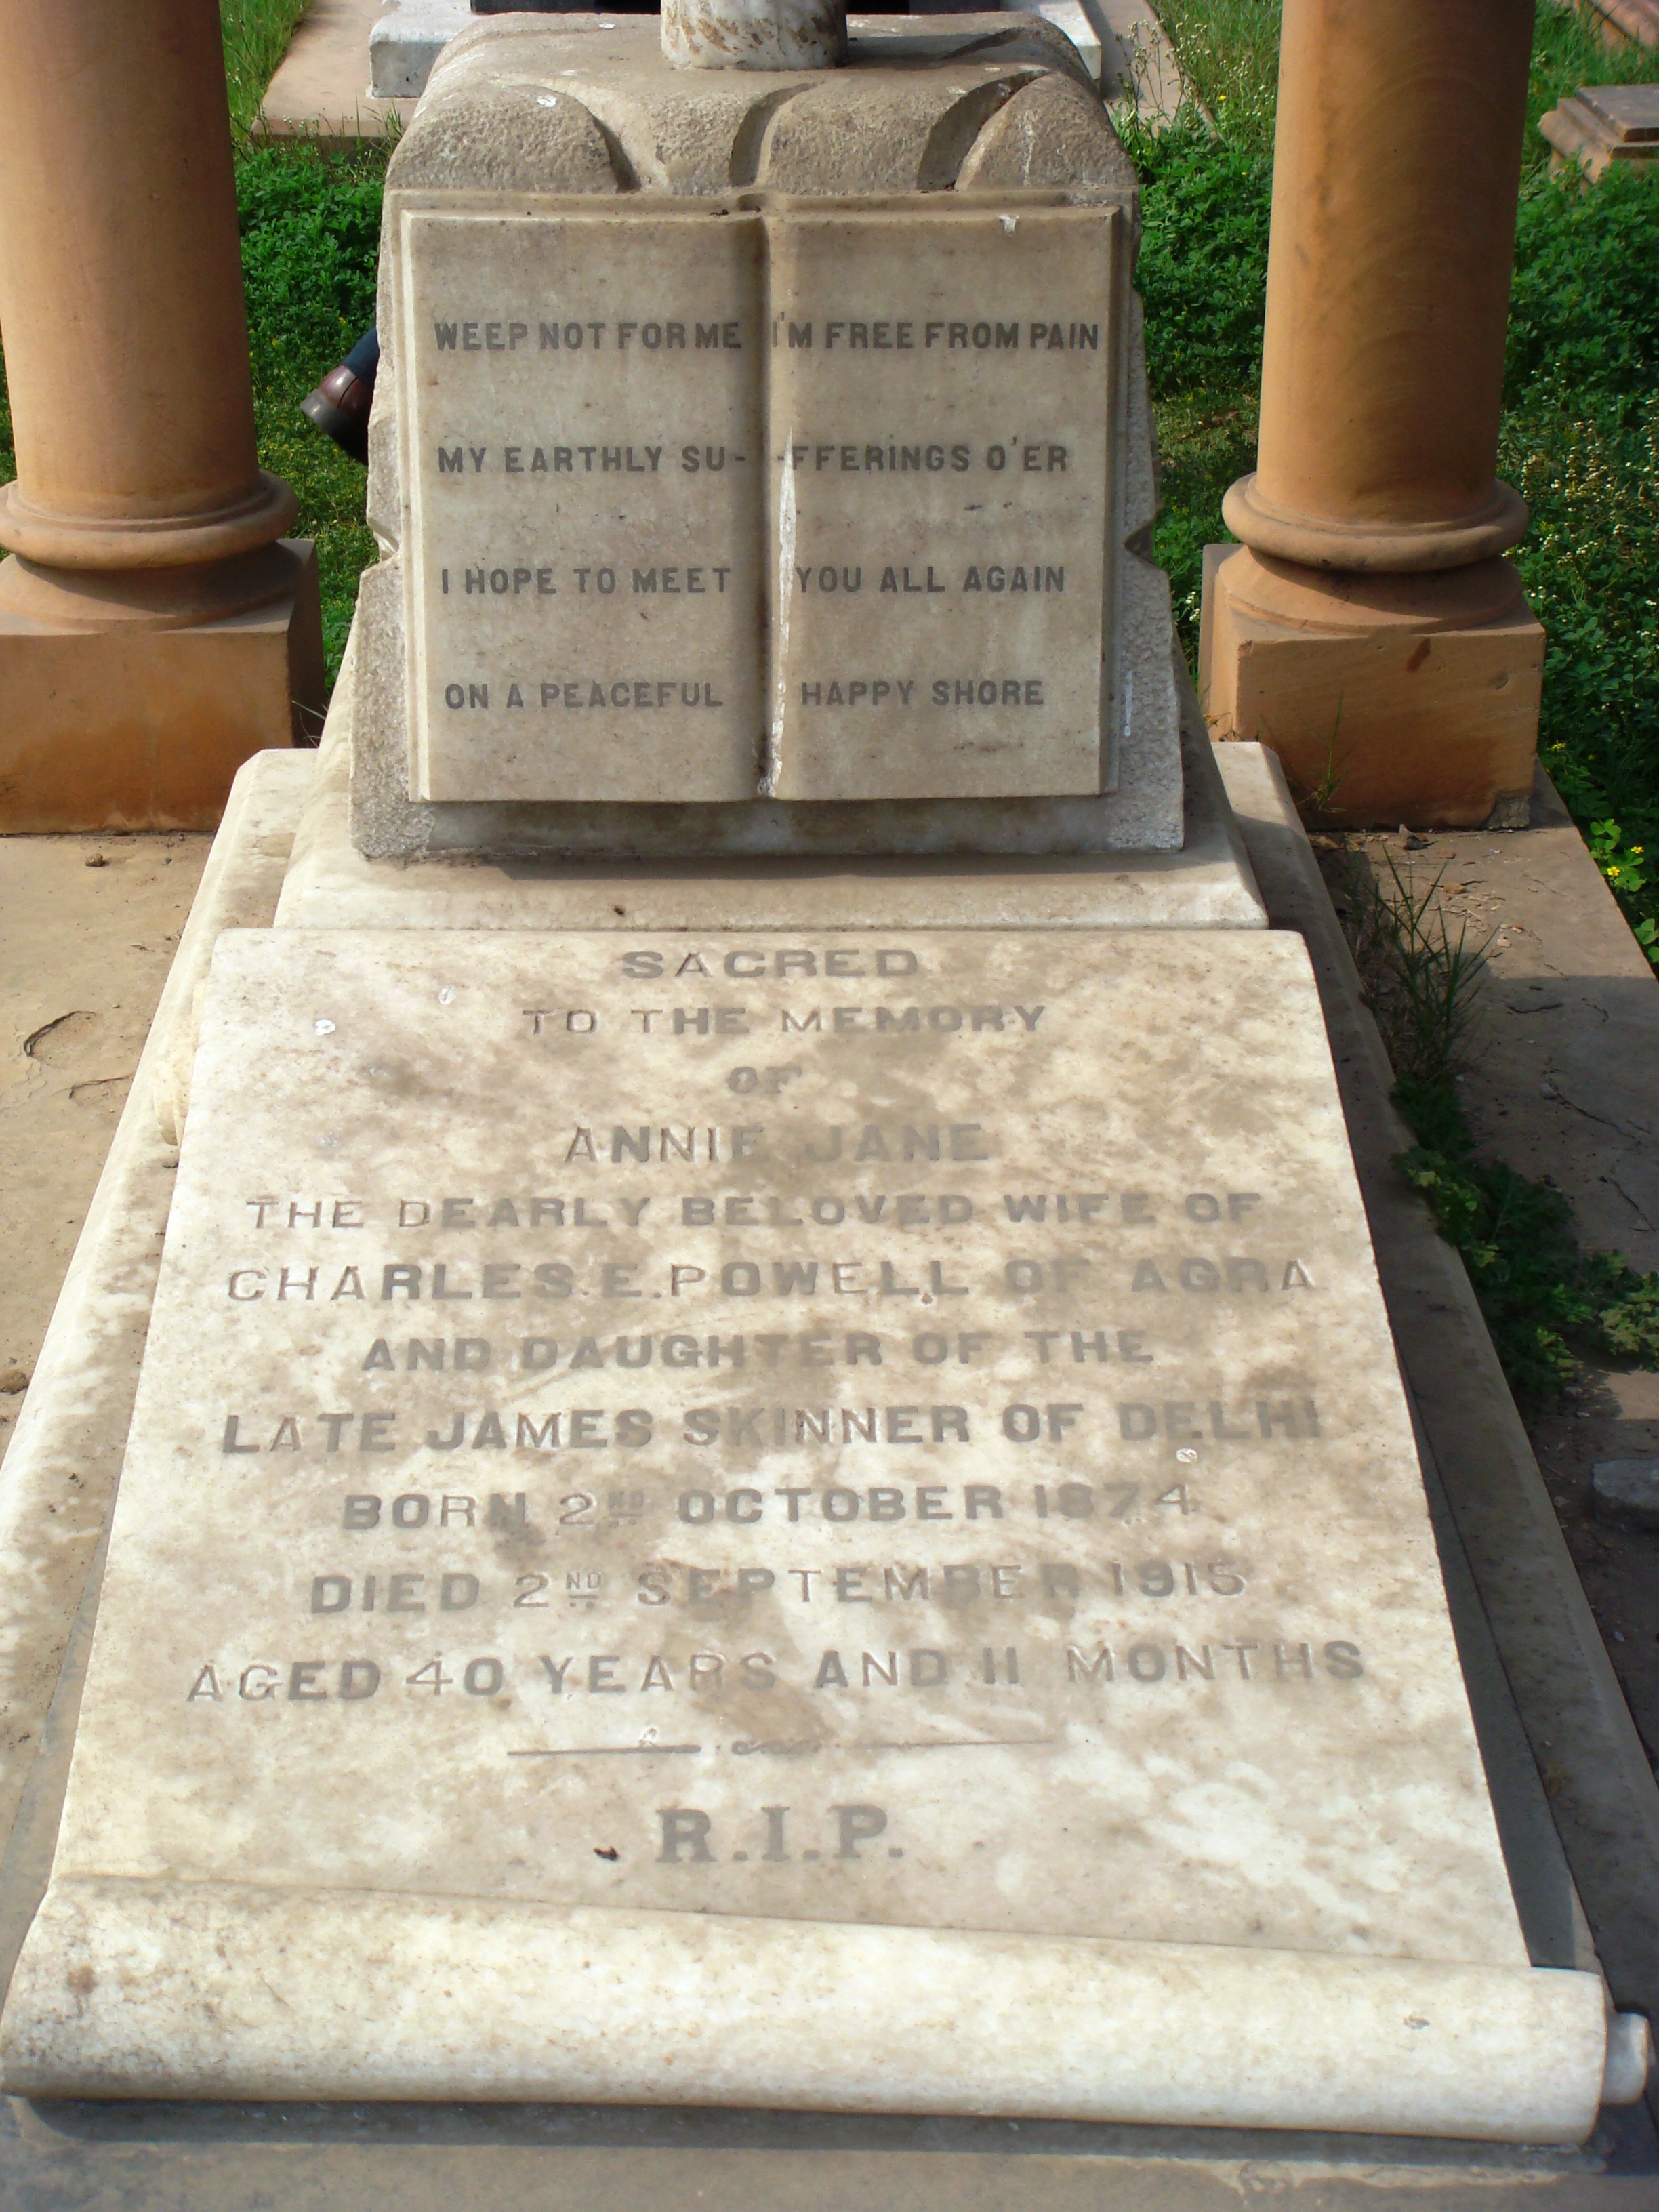 WEEP NOT FOR ME I'M FREE FROM PAIN
MY EARTHLY SU- -FFERINGS O'ER
I HOPE TO MEET YOU ALL AGAIN
ON A PEACEFUL HAPPY SHORE
SACRED
TO THE MEMORY
OF
ANNIE JANE
THE DEARLY BELOVED WIFE OF
CHARLES.E.POWELL OF AGRA
AND DAUGHTER OF THE
LATE JAMES SKINNER OF DELHI
BORN 2ND OCTOBER 1874
DIED 2ND SEPTEMBER 1915
AGED 40 YEARS AND 11 MONTHS
R.I.P.